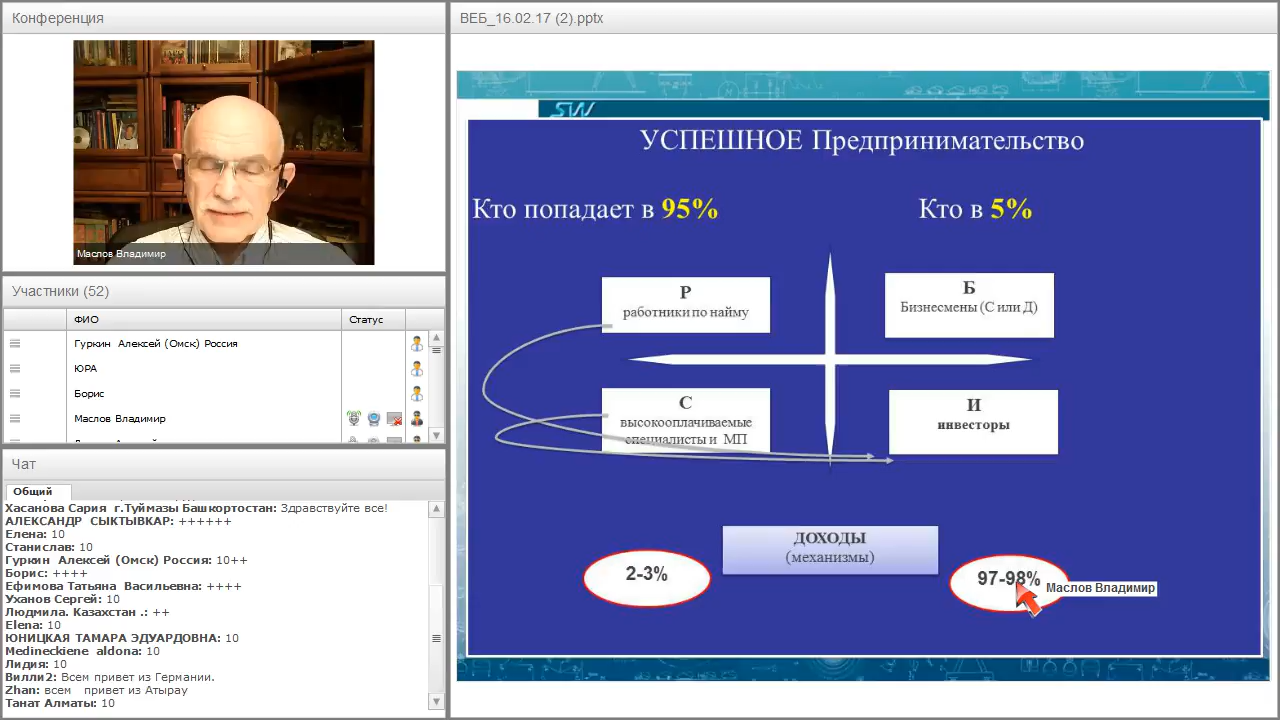 Конференция
Маслов Владимир
Участники (52)
ФИО
Статус
Гуркин Алексей (Омск) Россия
ЮРА
Борис
Маслов Владимир
Чат
Общий
Хасанова Сария г.Туймазы Башкортостан: Здравствуйте все!
АЛЕКСАНДР СЫКТЫВКАР: ++++++
Елена: 10
Станислав: 10
Гуркин Алексей (Омск) Россия: 10++
Борис: ++++
Ефимова Татьяна Васильевна: ++++
Уханов Сергей: 10
Людмила. Казахстан .: ++
Elena: 10
ЮНИЦКАЯ ТАМАРА ЭДУАРДОВНА: 10
Medineckiene aldona: 10
Лидия: 10
Вилли2: Всем привет из Германии.
Zhan: всем привет из Атырау
Танат Алматы: 10
ВЕБ_16.02.17 (2).pptx
SW
УСПЕШНОЕ Предпринимательство
Кто попадает в 95%
Кто в 5%
Р
работники по найму
Б
Бизнесмены (С или Д)
С
высокооплачиваемые
специалисты и МП
И
инвесторы
ДОХОДЫ
(механизмы)
2-3%
97-98%
Маслов Владимир